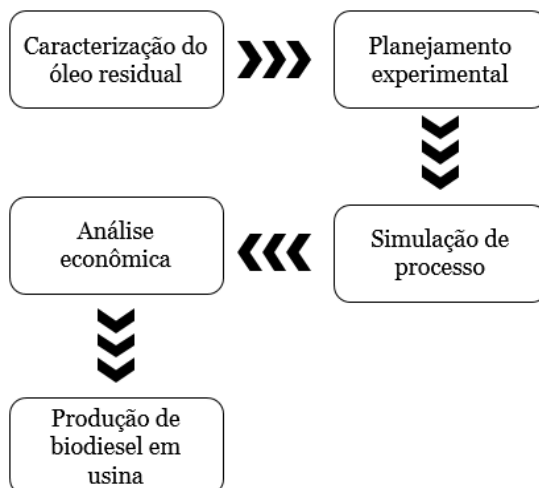 Caracterização do
óleo residual
Planejamento
experimental
Simulação de
processo
Análise
econômica
Produção de
biodiesel em
usina